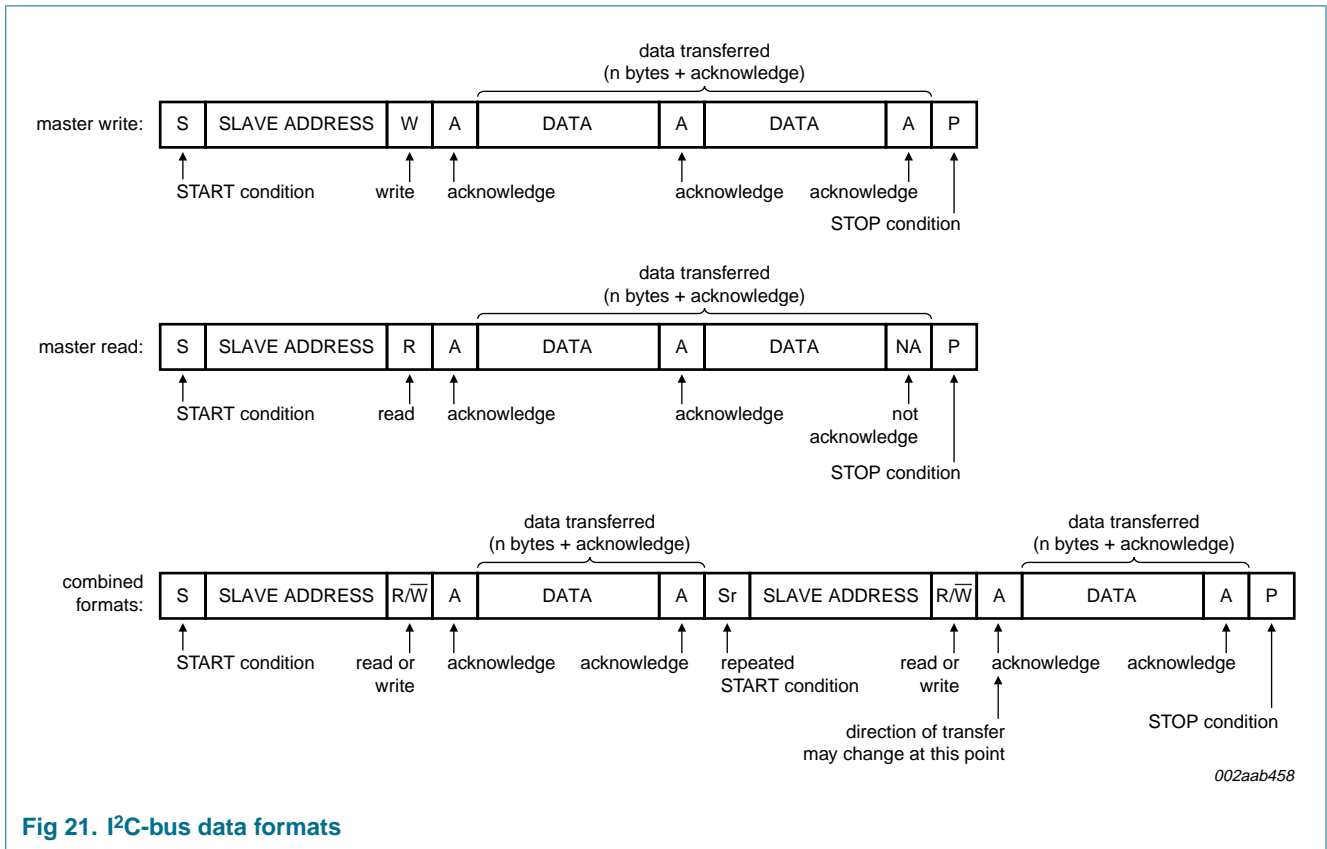 data transferred
(n bytes + acknowledge)
master write: S SLAVE ADDRESS W A DATA A DATA A P
START condition write acknowledge acknowledge acknowledge
STOP condition
data transferred
(n bytes + acknowledge)
master read: S SLAVE ADDRESS R A DATA A DATA NA P
START condition read acknowledge acknowledge not
acknowledge
STOP condition
data transferred data transferred
(n bytes + acknowledge) (n bytes + acknowledge)
combined
formats: S SLAVE ADDRESS R/W̅ A DATA A Sr SLAVE ADDRESS R/W̅ A DATA A P
START condition read or acknowledge acknowledge repeated read or acknowledge acknowledge
write START condition write
direction of transfer STOP condition
may change at this point
002aab458
Fig 21. I²C-bus data formats